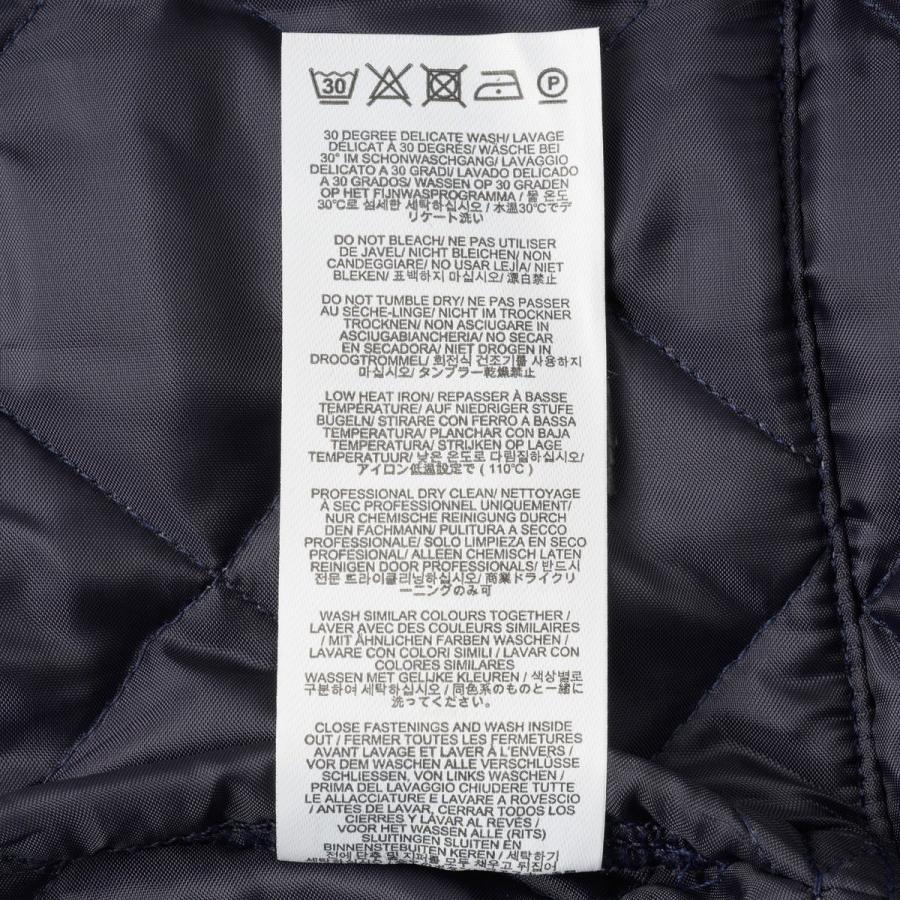 30 P
30 DEGREE DELICATE WASH/ LAVAGE
DÉLICAT À 30 DEGRÉS/ WÄSCHE BEI
30° IM SCHONWASCHGANG/ LAVAGGIO
DELICATO A 30 GRADI/ LAVADO DELICADO
A 30 GRADOS/ WASSEN OP 30 GRADEN
OP HET FIJNWASPROGRAMMA / 물 온도
30℃로 섬세한 세탁하십시오 / 水温30℃でデ
リケート洗い
DO NOT BLEACH/ NE PAS UTILISER
DE JAVEL/ NICHT BLEICHEN/ NON
CANDEGGIARE/ NO USAR LEJÍA/ NIET
BLEKEN/ 표백하지 마십시오/ 漂白禁止
DO NOT TUMBLE DRY/ NE PAS PASSER
AU SÈCHE-LINGE/ NICHT IM TROCKNER
TROCKNEN/ NON ASCIUGARE IN
ASCIUGABIANCHERIA/ NO SECAR
EN SECADORA/ NIET DROGEN IN
DROOGTROMMEL/ 회전식 건조기를 사용하지
마십시오/ タンブラー乾燥禁止
LOW HEAT IRON/ REPASSER À BASSE
TEMPÉRATURE/ AUF NIEDRIGER STUFE
BÜGELN/ STIRARE CON FERRO A BASSA
TEMPERATURA/ PLANCHAR CON BAJA
TEMPERATURA/ STRIJKEN OP LAGE
TEMPERATUUR/ 낮은 온도로 다림질하십시오/
アイロン低温設定で ( 110℃ )
PROFESSIONAL DRY CLEAN/ NETTOYAGE
À SEC PROFESSIONNEL UNIQUEMENT/
NUR CHEMISCHE REINIGUNG DURCH
DEN FACHMANN/ PULITURA A SECCO
PROFESSIONALE/ SOLO LIMPIEZA EN SECO
PROFESIONAL/ ALLEEN CHEMISCH LATEN
REINIGEN DOOR PROFESSIONALS/ 반드시
전문 드라이클리닝하십시오/ 商業ドライクリ
ーニングのみ可
WASH SIMILAR COLOURS TOGETHER /
LAVER AVEC DES COULEURS SIMILAIRES
/ MIT ÄHNLICHEN FARBEN WASCHEN /
LAVARE CON COLORI SIMILI / LAVAR CON
COLORES SIMILARES
WASSEN MET GELIJKE KLEUREN / 색상별로
구분하여 세탁하십시오 / 同色系のものと一緒に
洗ってください。
CLOSE FASTENINGS AND WASH INSIDE
OUT / FERMER TOUTES LES FERMETURES
AVANT LAVAGE ET LAVER À L'ENVERS /
VOR DEM WASCHEN ALLE VERSCHLÜSSE
SCHLIESSEN, VON LINKS WASCHEN /
PRIMA DEL LAVAGGIO CHIUDERE TUTTE
LE ALLACCIATURE E LAVARE A ROVESCIO
/ ANTES DE LAVAR, CERRAR TODOS LOS
CIERRES Y LAVAR AL REVÉS /
VOOR HET WASSEN ALLE (RITS)
SLUITINGEN SLUITEN EN
BINNENSTEBUITEN KEREN / 세탁하기
전에 단추 및 지퍼를 모두 채우고 뒤집어